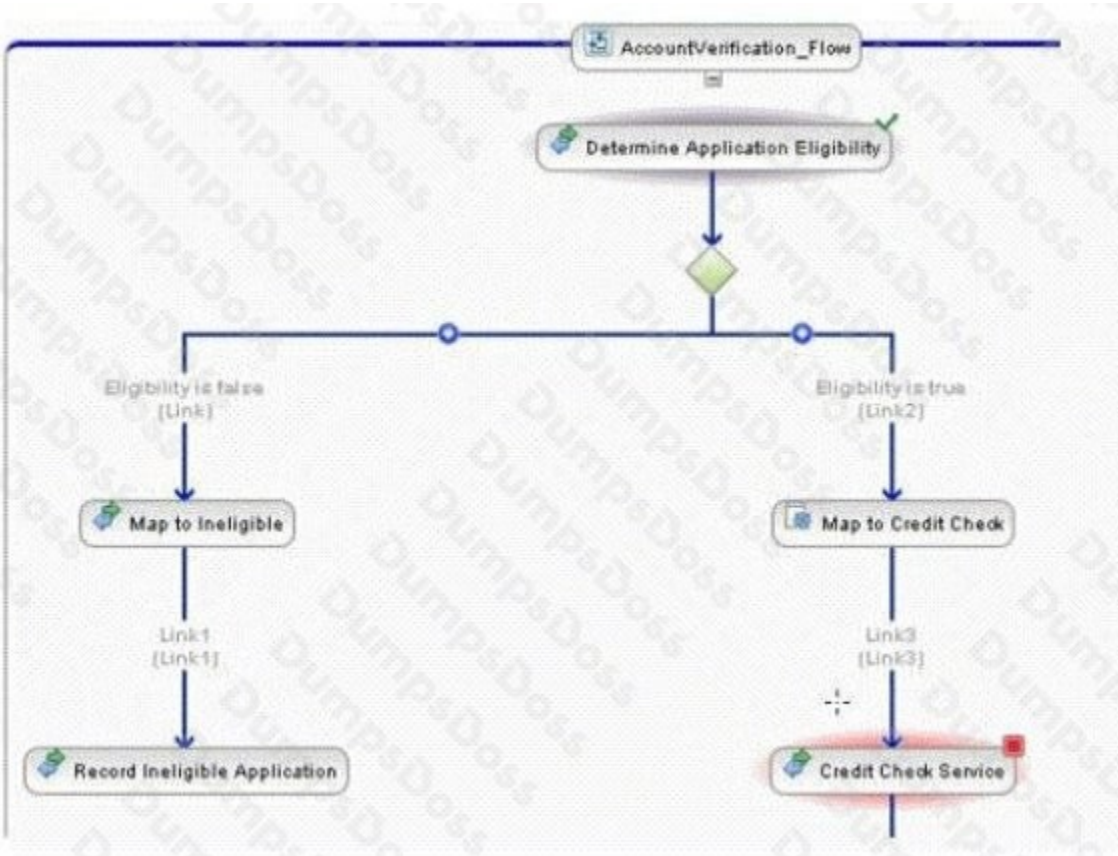 AccountVerification_Flow
Determine Application Eligibility
Eligibility is false
(Link)
Eligibility is true
(Link2)
Map to Ineligible
Map to Credit Check
Link1
(Link1)
Link3
(Link3)
Record Ineligible Application
Credit Check Service
DumpsDoss